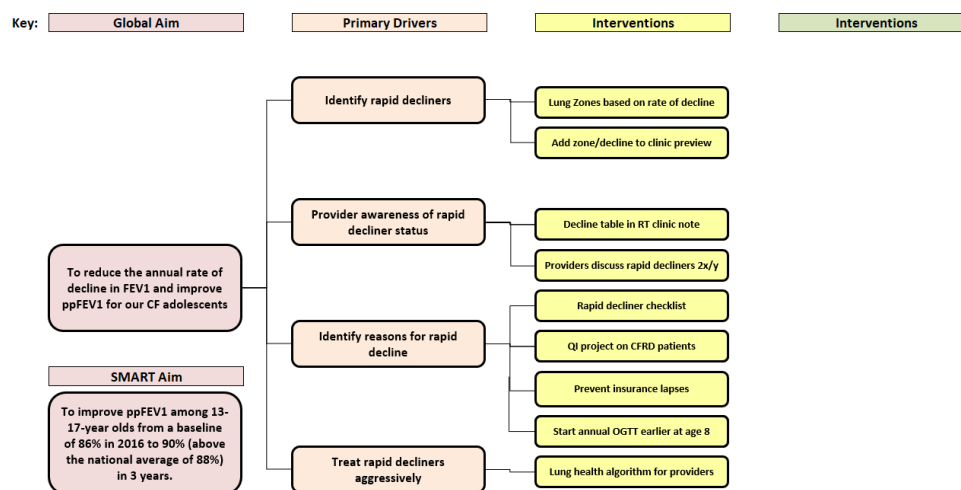 Key:
Global Aim
Primary Drivers
Interventions
Interventions
Identify rapid decliners
Lung Zones based on rate of decline
Add zone/decline to clinic preview
Provider awareness of rapid
decliner status
Decline table in RT clinic note
Providers discuss rapid decliners 2x/y
To reduce the annual rate of
decline in FEV1 and improve
ppFEV1 for our CF adolescents
Identify reasons for rapid
decline
Rapid decliner checklist
QI project on CFRD patients
Prevent insurance lapses
Start annual OGTT earlier at age 8
SMART Aim
To improve ppFEV1 among 13-
17-year olds from a baseline
of 86% in 2016 to 90% (above
the national average of 88%)
in 3 years.
Treat rapid decliners
aggressively
Lung health algorithm for providers